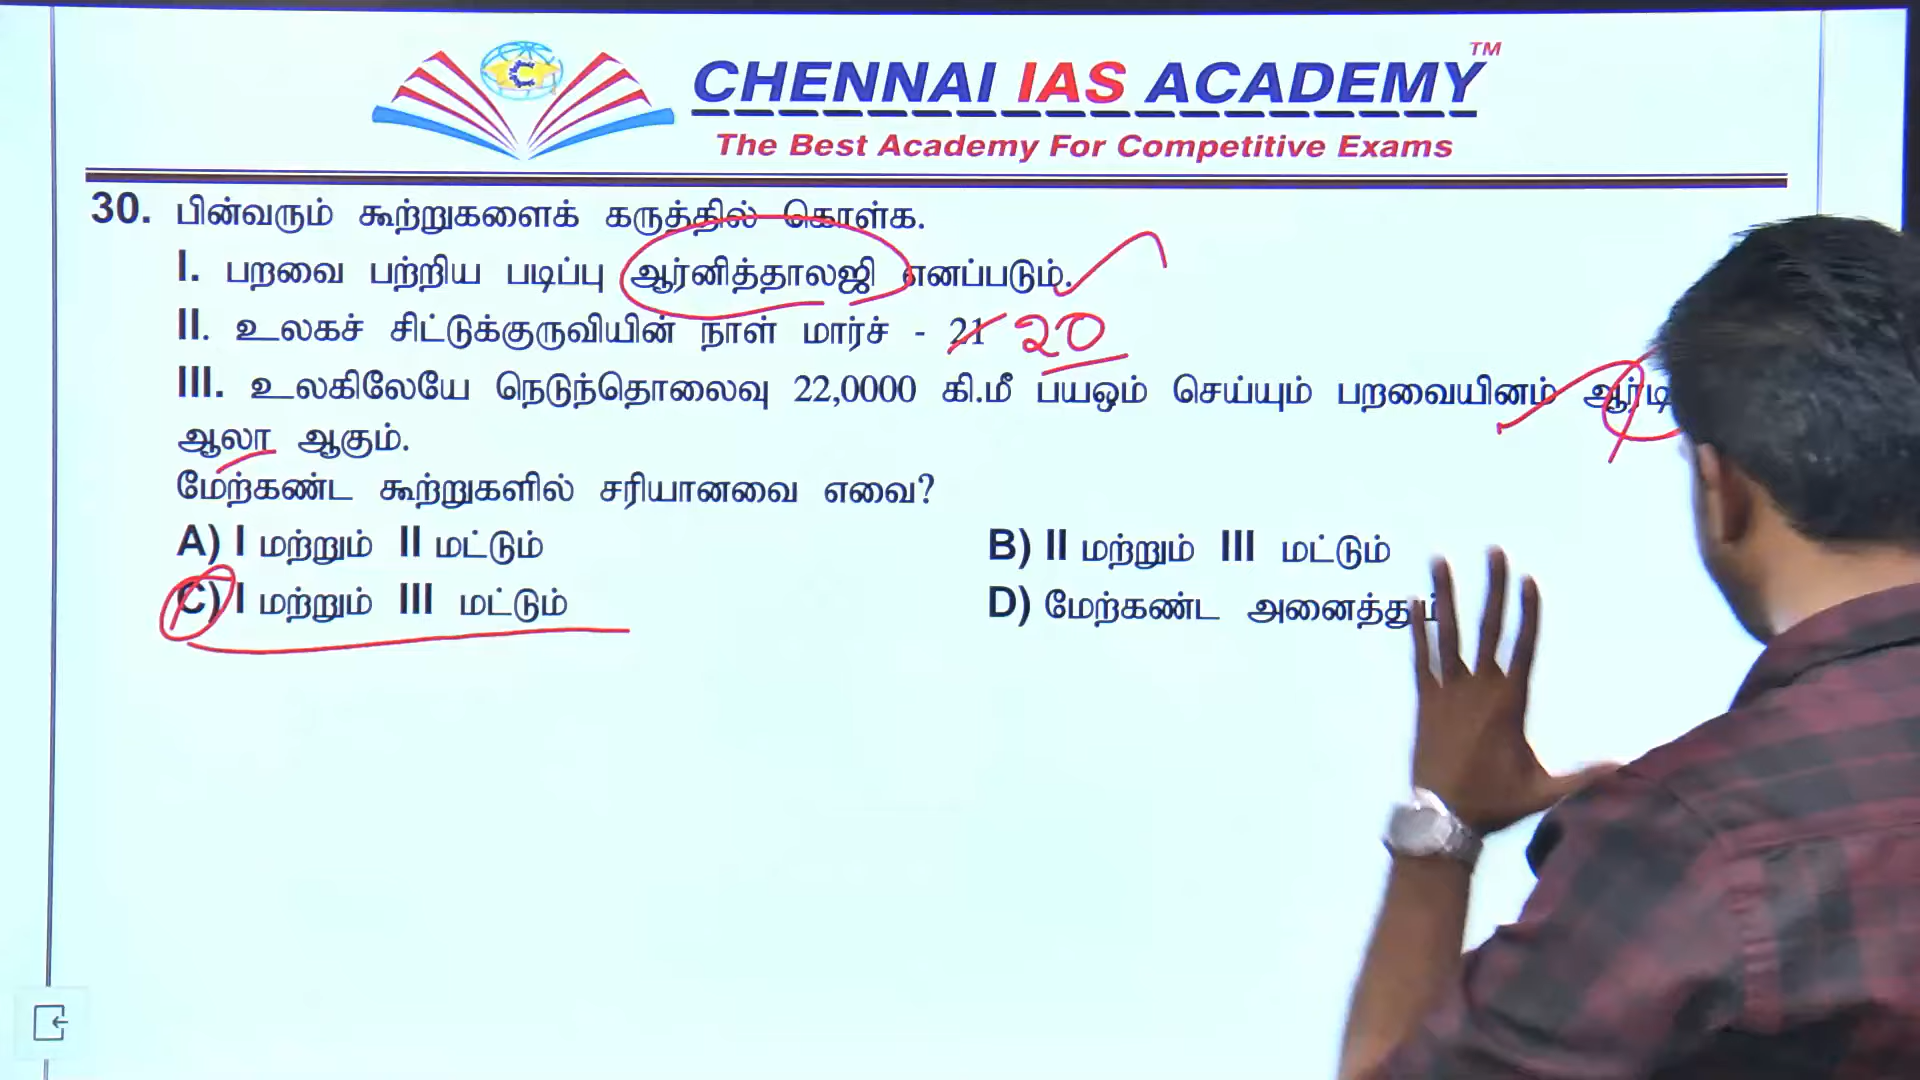 CHENNAI IAS ACADEMY TM
The Best Academy For Competitive Exams
30. பின்வரும் கூற்றுகளைக் கருத்தில் கொள்க.
I. பறவை பற்றிய படிப்பு ஆர்னித்தாலஜி எனப்படும்.
II. உலகச் சிட்டுக்குருவியின் நாள் மார்ச் - 21 20
III. உலகிலேயே நெடுந்தொலைவு 22,0000 கி.மீ பயஒம் செய்யும் பறவையினம்
ஆலா ஆகும்.
மேற்கண்ட கூற்றுகளில் சரியானவை எவை?
A) I மற்றும் II மட்டும் B) II மற்றும் III மட்டும்
C) I மற்றும் III மட்டும் D) மேற்கண்ட அனைத்தும்